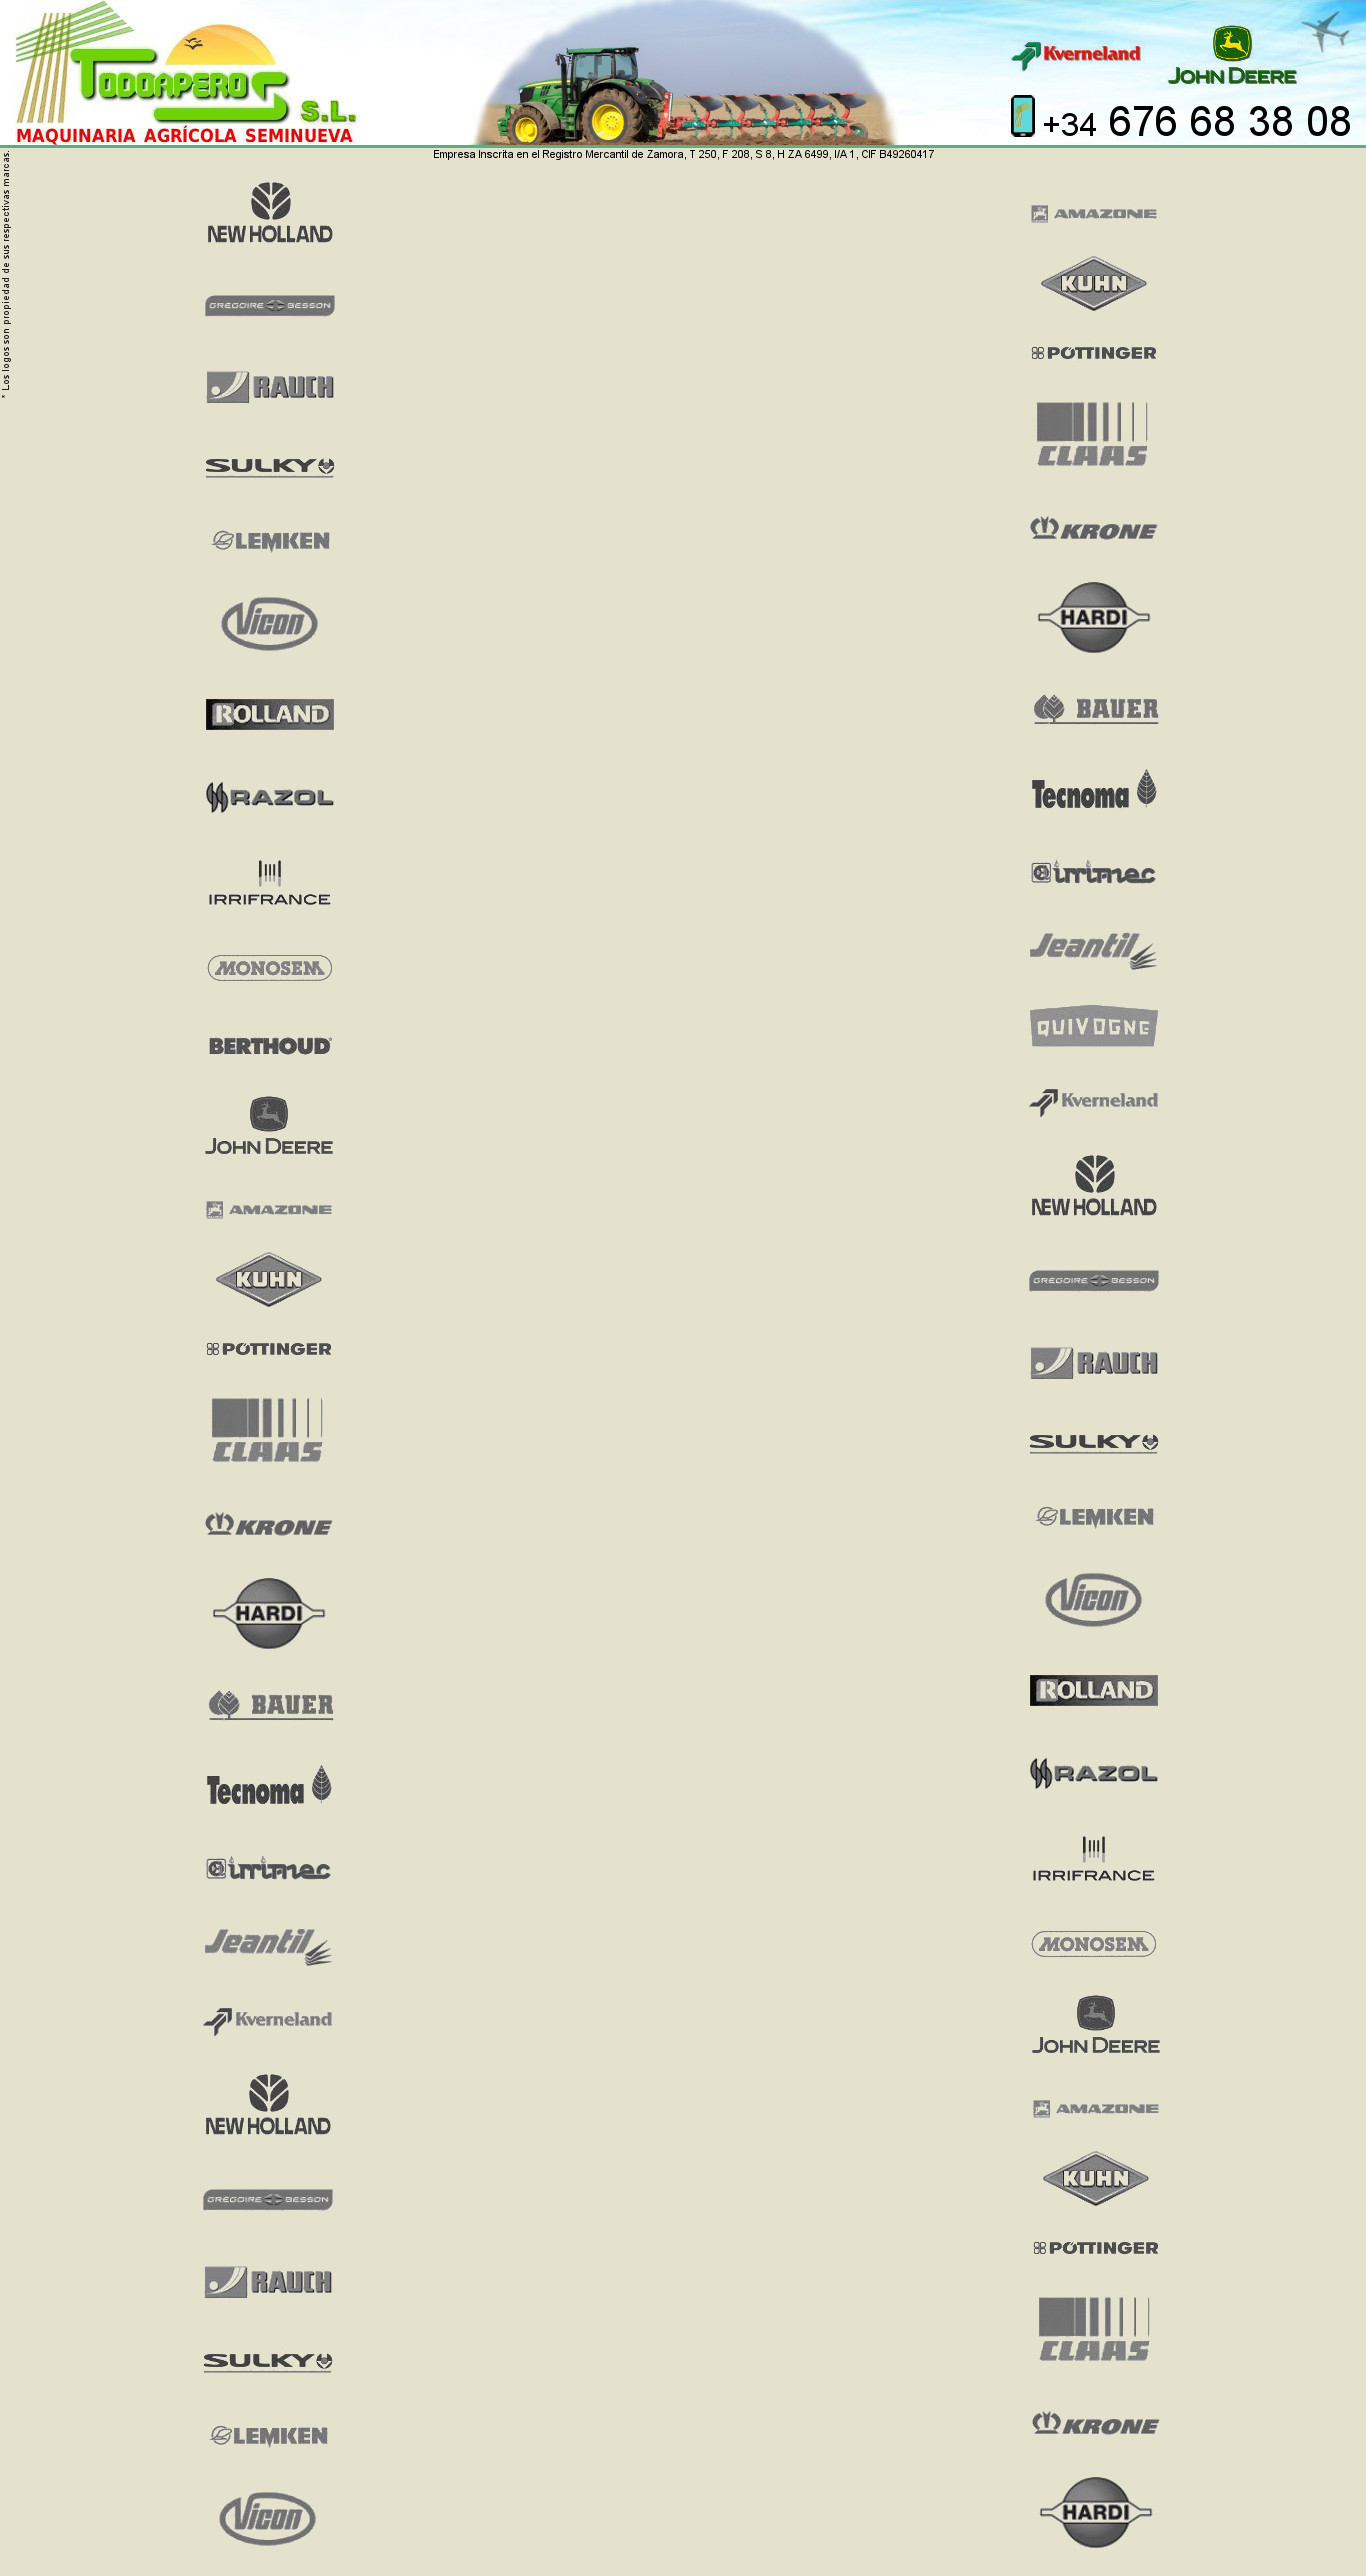 TODOAPEROS S.L.
MAQUINARIA AGRÍCOLA SEMINUEVA
Kverneland
JOHN DEERE
+34 676 68 38 08
Empresa Inscrita en el Registro Mercantil de Zamora, T 250, F 208, S 8, H ZA 6499, I/A 1, CIF B49260417
* Los logos son propiedad de sus respectivas marcas.
NEW HOLLAND
GREGOIRE BESSON
RAUCH
SULKY
LEMKEN
Vicon
ROLLAND
RAZOL
IRRIFRANCE
MONOSEM
BERTHOUD
JOHN DEERE
AMAZONE
KUHN
PÖTTINGER
CLAAS
KRONE
HARDI
BAUER
Tecnoma
irrimec
Jeantil
Kverneland
NEW HOLLAND
GREGOIRE BESSON
RAUCH
SULKY
LEMKEN
Vicon
AMAZONE
KUHN
PÖTTINGER
CLAAS
KRONE
HARDI
BAUER
Tecnoma
irrimec
Jeantil
QUIVOGNE
Kverneland
NEW HOLLAND
GREGOIRE BESSON
RAUCH
SULKY
LEMKEN
Vicon
ROLLAND
RAZOL
IRRIFRANCE
MONOSEM
JOHN DEERE
AMAZONE
KUHN
PÖTTINGER
CLAAS
KRONE
HARDI